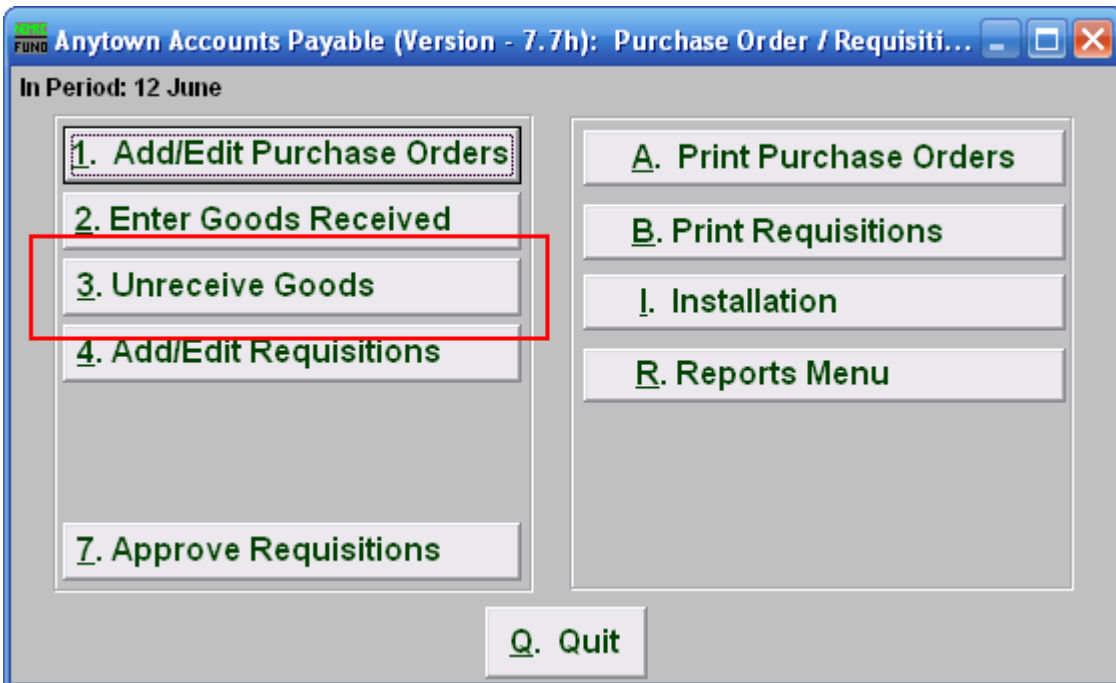 FUND Anytown Accounts Payable (Version - 7.7h): Purchase Order / Requisiti...
In Period: 12 June
1. Add/Edit Purchase Orders
2. Enter Goods Received
3. Unreceive Goods
4. Add/Edit Requisitions
7. Approve Requisitions
A. Print Purchase Orders
B. Print Requisitions
I. Installation
R. Reports Menu
Q. Quit